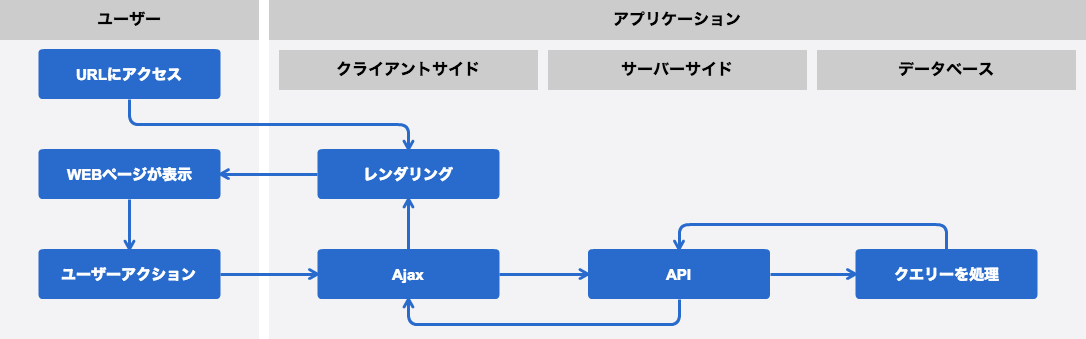 ユーザー
アプリケーション
クライアントサイド
サーバーサイド
データベース
URLにアクセス
WEBページが表示
レンダリング
ユーザーアクション
Ajax
API
クエリーを処理